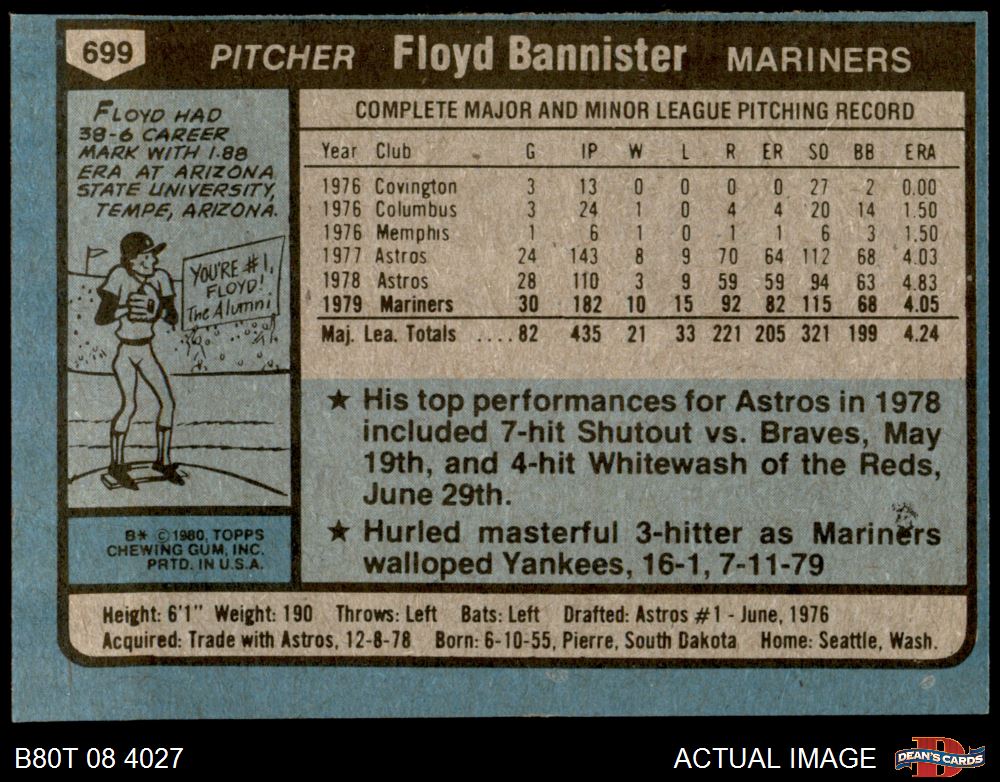 699 PITCHER Floyd Bannister MARINERS
FLOYD HAD
38-6 CAREER
MARK WITH 1.88
ERA AT ARIZONA
STATE UNIVERSITY,
TEMPE, ARIZONA.
YOU'RE #1,
FLOYD!
The Alumni
B* © 1980, TOPPS
CHEWING GUM, INC.
PRTD. IN U.S.A.
COMPLETE MAJOR AND MINOR LEAGUE PITCHING RECORD
Year Club G IP W L R ER SO BB ERA
1976 Covington 3 13 0 0 0 0 27 2 0.00
1976 Columbus 3 24 1 0 4 4 20 14 1.50
1976 Memphis 1 6 1 0 1 1 6 3 1.50
1977 Astros 24 143 8 9 70 64 112 68 4.03
1978 Astros 28 110 3 9 59 59 94 63 4.83
1979 Mariners 30 182 10 15 92 82 115 68 4.05
Maj. Lea. Totals ....82 435 21 33 221 205 321 199 4.24
★ His top performances for Astros in 1978
included 7-hit Shutout vs. Braves, May
19th, and 4-hit Whitewash of the Reds,
June 29th.
★ Hurled masterful 3-hitter as Mariners
walloped Yankees, 16-1, 7-11-79
Height: 6'1" Weight: 190 Throws: Left Bats: Left Drafted: Astros #1 - June, 1976
Acquired: Trade with Astros, 12-8-78 Born: 6-10-55, Pierre, South Dakota Home: Seattle, Wash.
B80T 08 4027 ACTUAL IMAGE D DEAN'S CARDS